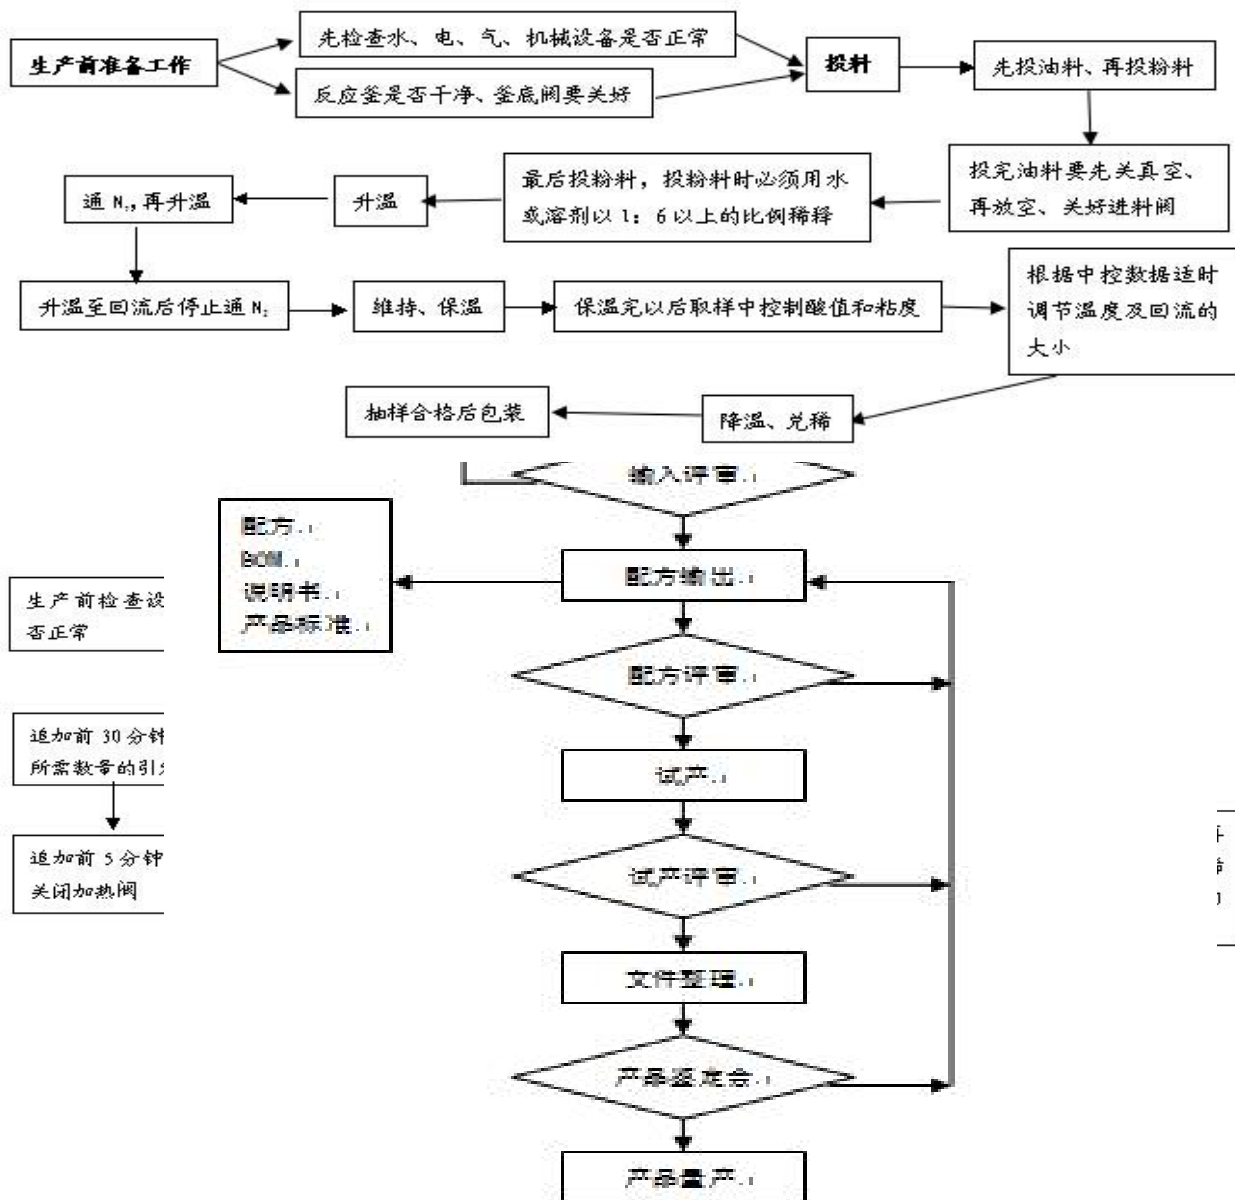 生产前准备工作
先检查水、电、气、机械设备是否正常
反应釜是否干净、釜底阀要关好
投料
先投油料、再投粉料
投完油料要先关真空、
再放空、关好进料阀
最后投粉料，投粉料时必须用水
或溶剂以1：6以上的比例稀释
升温
通N₂,再升温
升温至回流后停止通N₂
维持、保温
保温完以后取样中控制酸值和粘度
根据中控数据适时
调节温度及回流的
大小
降温、兑稀
抽样合格后包装
输入评审
配方
BOM
说明书
产品标准
配方输出
配方评审
试产
试产评审
文件整理
产品鉴定会
产品量产
生产前检查设
否正常
追加前30分钟
所需数量的引
追加前5分钟
关闭加热阀